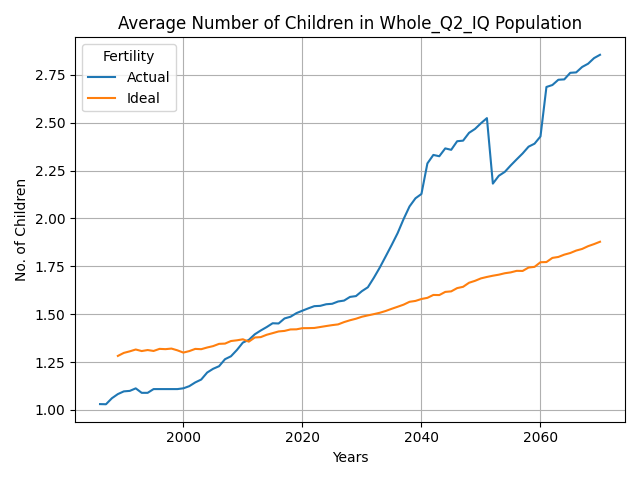 Average Number of Children in Whole_Q2_IQ Population
Fertility
Actual
Ideal
No. of Children
2.75
2.50
2.25
2.00
1.75
1.50
1.25
1.00
2000 2020 2040 2060
Years